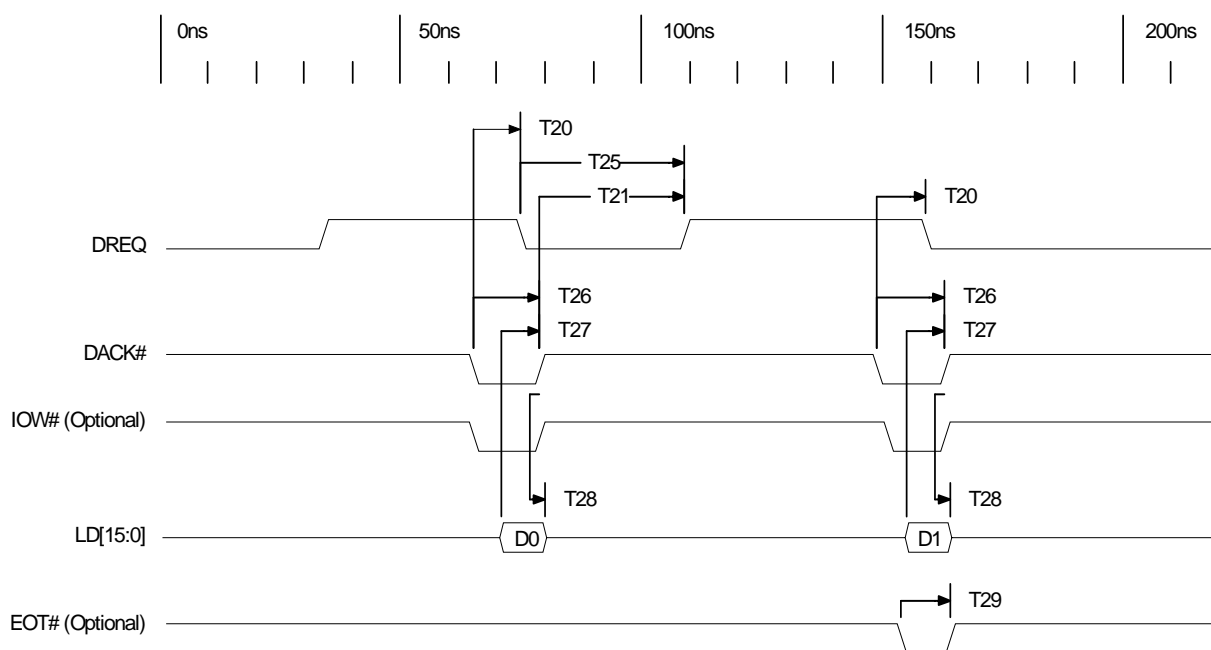 0ns 50ns 100ns 150ns 200ns
T20
T25
T21 T20
DREQ
T26 T26
T27 T27
DACK#
IOW# (Optional)
T28 T28
LD[15:0] D0 D1
T29
EOT# (Optional)